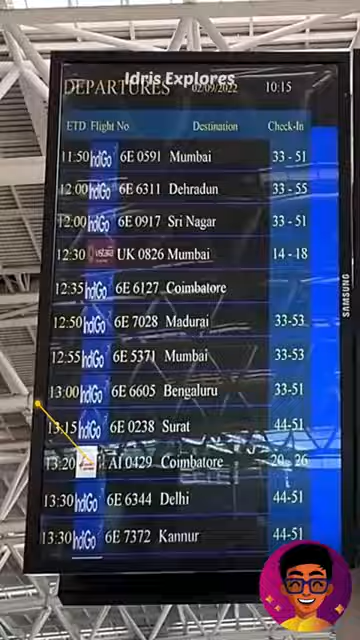 Idris Explores
DEPARTURES 02/09/2022 10:15
ETD Flight No Destination Check-In
11:50 IndiGo 6E 0591 Mumbai 33 - 51
12:00 IndiGo 6E 6311 Dehradun 33 - 55
12:00 IndiGo 6E 0917 Sri Nagar 33 - 51
12:30 vistara UK 0826 Mumbai 14 - 18
12:35 IndiGo 6E 6127 Coimbatore
12:50 IndiGo 6E 7028 Madurai 33-53
12:55 IndiGo 6E 5371 Mumbai 33-53
13:00 IndiGo 6E 6605 Bengaluru 33-51
13:15 IndiGo 6E 0238 Surat 44-51
13:20 AI 0429 Coimbatore 20 - 26
13:30 IndiGo 6E 6344 Delhi 44-51
13:30 IndiGo 6E 7372 Kannur 44-51
SAMSUNG